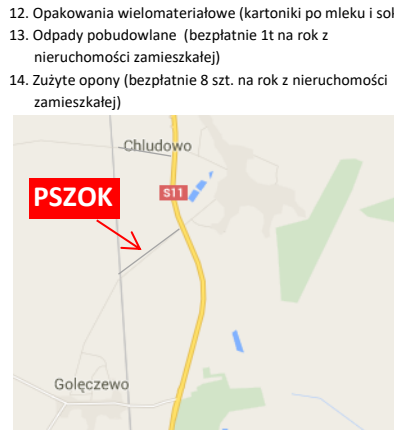 12. Opakowania wielomateriałowe (kartoniki po mleku i sok
13. Odpady pobudowlane (bezpłatnie 1t na rok z
nieruchomości zamieszkałej)
14. Zużyte opony (bezpłatnie 8 szt. na rok z nieruchomości
zamieszkałej)
Chludowo
S11
PSZOK
Golęczewo